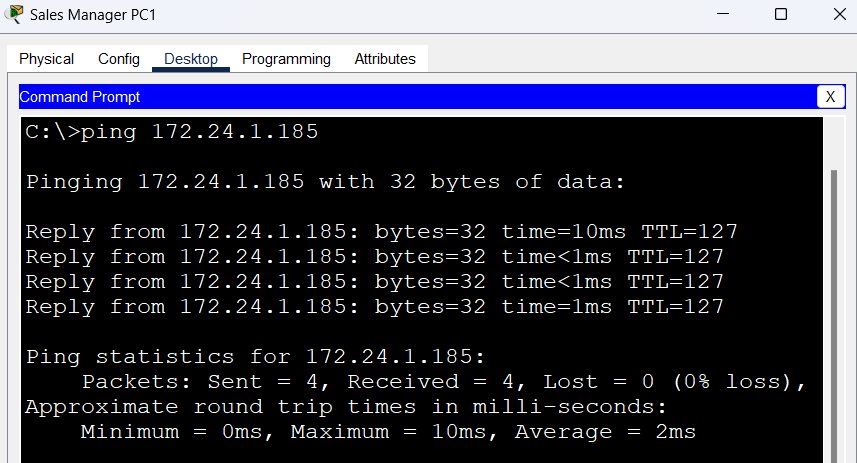 Sales Manager PC1
Physical Config Desktop Programming Attributes
Command Prompt X
C:\>ping 172.24.1.185
Pinging 172.24.1.185 with 32 bytes of data:
Reply from 172.24.1.185: bytes=32 time=10ms TTL=127
Reply from 172.24.1.185: bytes=32 time<1ms TTL=127
Reply from 172.24.1.185: bytes=32 time<1ms TTL=127
Reply from 172.24.1.185: bytes=32 time=1ms TTL=127
Ping statistics for 172.24.1.185:
    Packets: Sent = 4, Received = 4, Lost = 0 (0% loss),
Approximate round trip times in milli-seconds:
    Minimum = 0ms, Maximum = 10ms, Average = 2ms